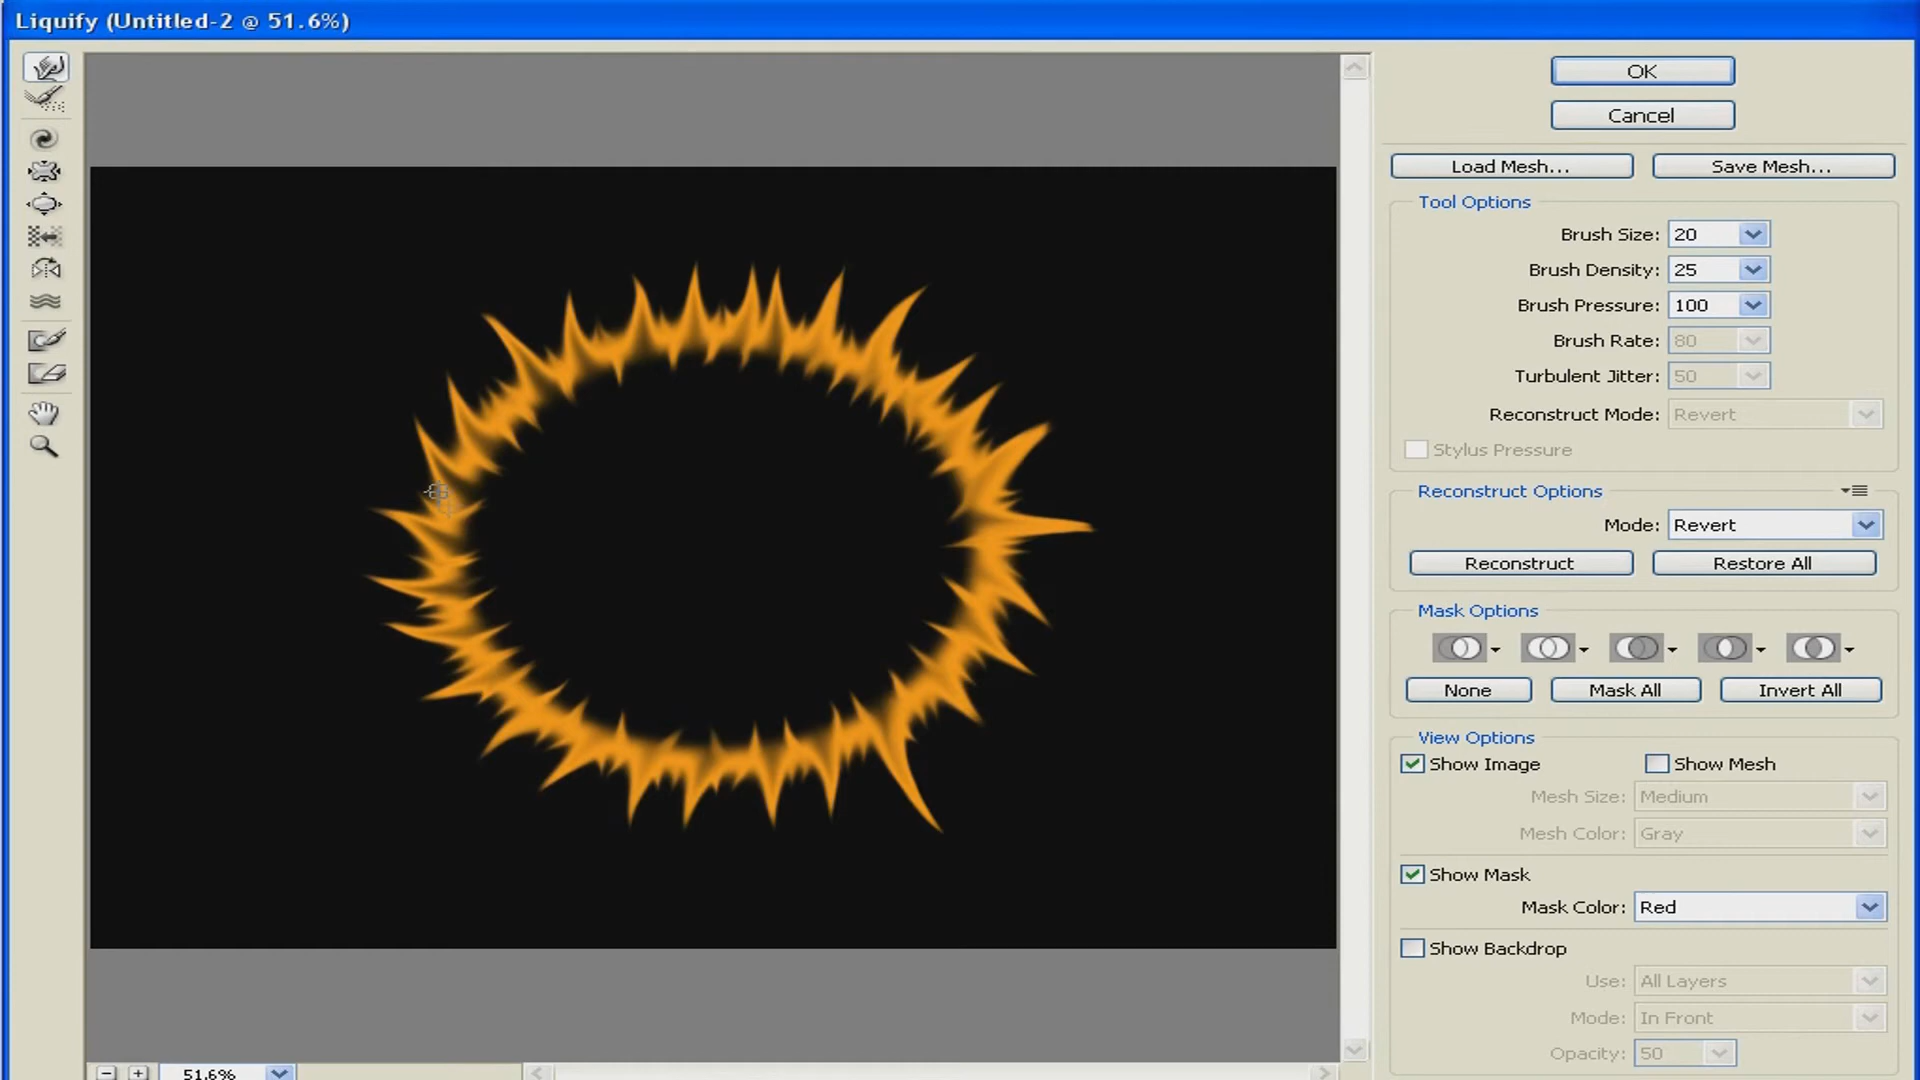 Liquify (Untitled-2 @ 51.6%)
OK
Cancel
Load Mesh... Save Mesh...
Tool Options
Brush Size: 20
Brush Density: 25
Brush Pressure: 100
Brush Rate: 80
Turbulent Jitter: 50
Reconstruct Mode: Revert
Stylus Pressure
Reconstruct Options
Mode: Revert
Reconstruct Restore All
Mask Options
None Mask All Invert All
View Options
Show Image Show Mesh
Mesh Size: Medium
Mesh Color: Gray
Show Mask
Mask Color: Red
Show Backdrop
Use: All Layers
Mode: In Front
Opacity: 50
51.6%